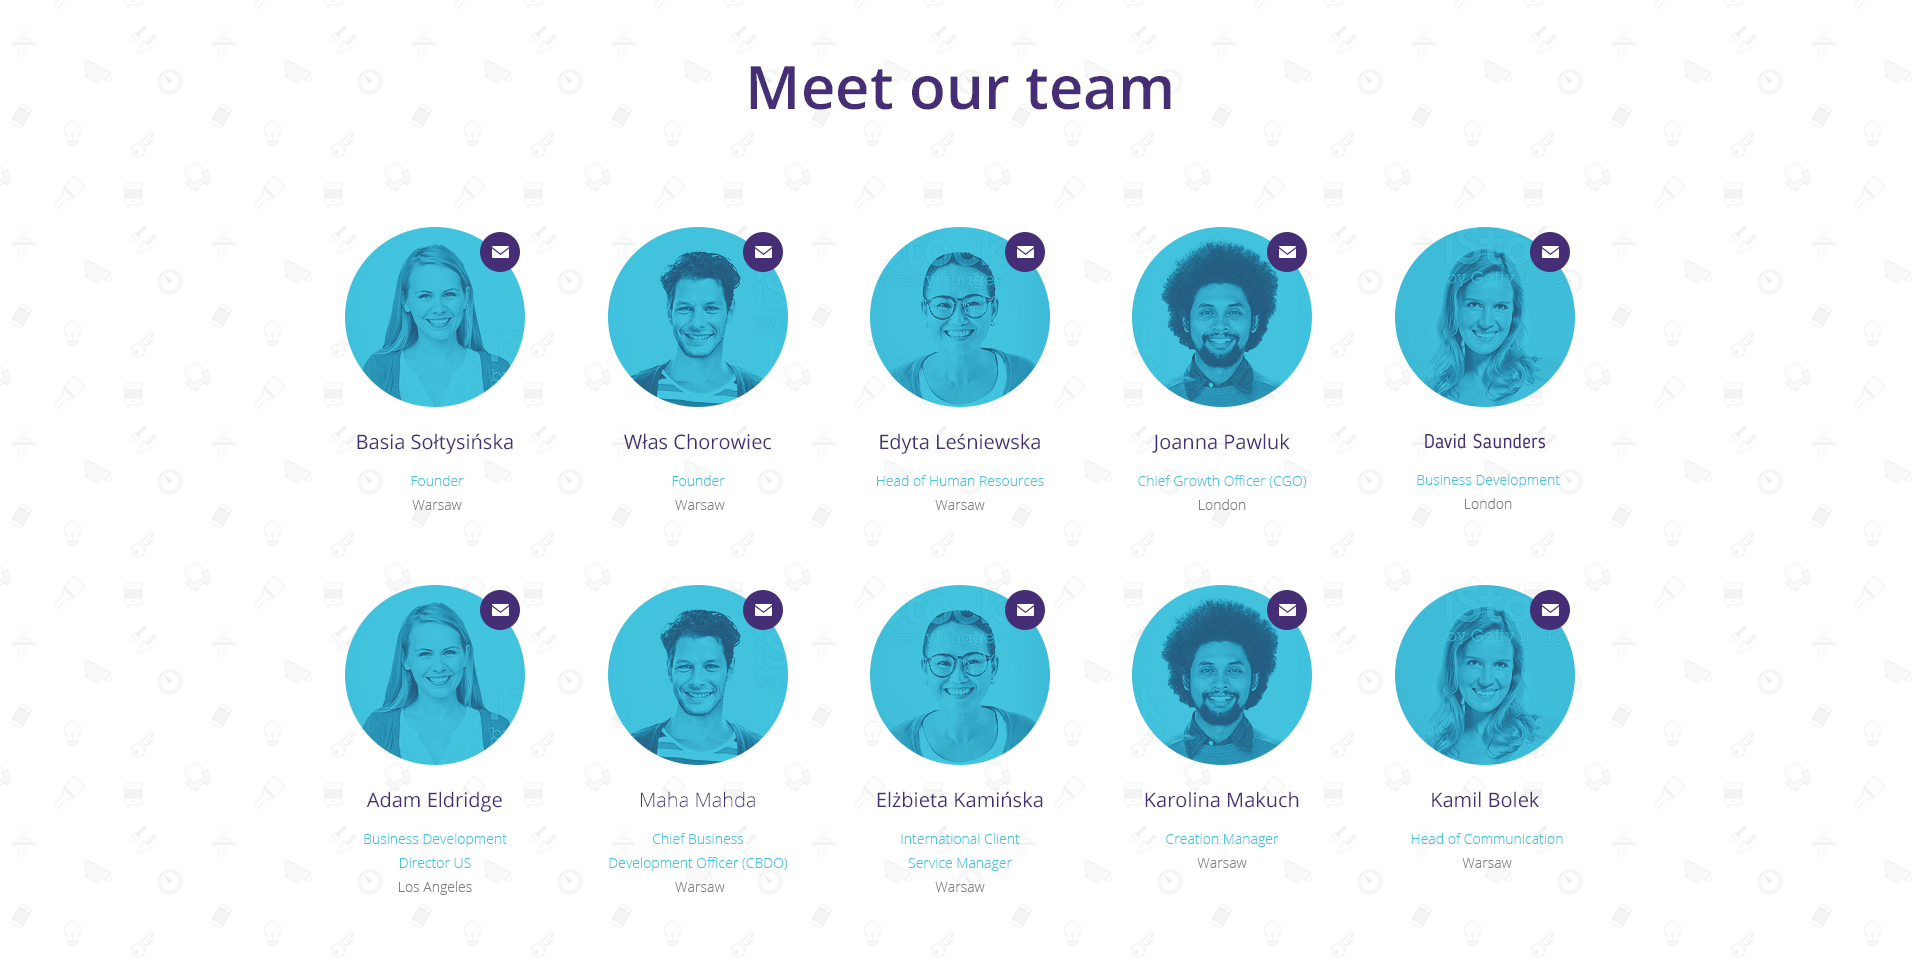 Meet our team
Basia Sołtysińska
Founder
Warsaw
Włas Chorowiec
Founder
Warsaw
Edyta Leśniewska
Head of Human Resources
Warsaw
Joanna Pawluk
Chief Growth Officer (CGO)
London
David Saunders
Business Development
London
Adam Eldridge
Business Development
Director US
Los Angeles
Maha Mahda
Chief Business
Development Officer (CBDO)
Warsaw
Elżbieta Kamińska
International Client
Service Manager
Warsaw
Karolina Makuch
Creation Manager
Warsaw
Kamil Bolek
Head of Communication
Warsaw